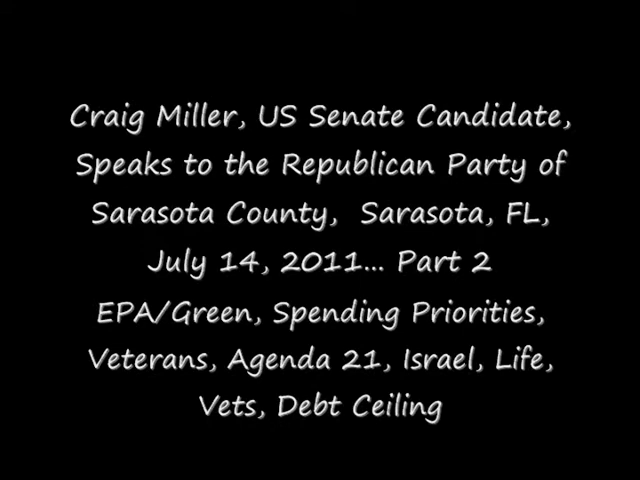 Craig Miller, US Senate Candidate,
Speaks to the Republican Party of
Sarasota County,  Sarasota, FL,
July 14, 2011... Part 2
EPA/Green, Spending Priorities,
Veterans, Agenda 21, Israel, Life,
Vets, Debt Ceiling